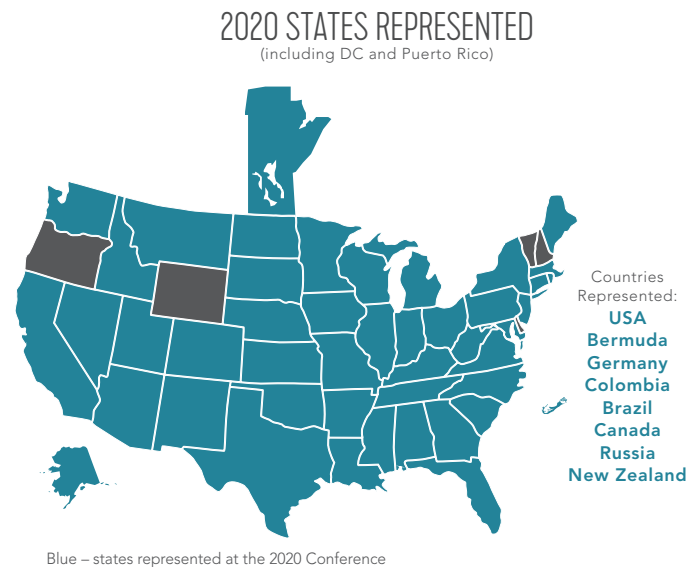 2020 STATES REPRESENTED
(including DC and Puerto Rico)
Countries
Represented:
USA
Bermuda
Germany
Colombia
Brazil
Canada
Russia
New Zealand
Blue – states represented at the 2020 Conference